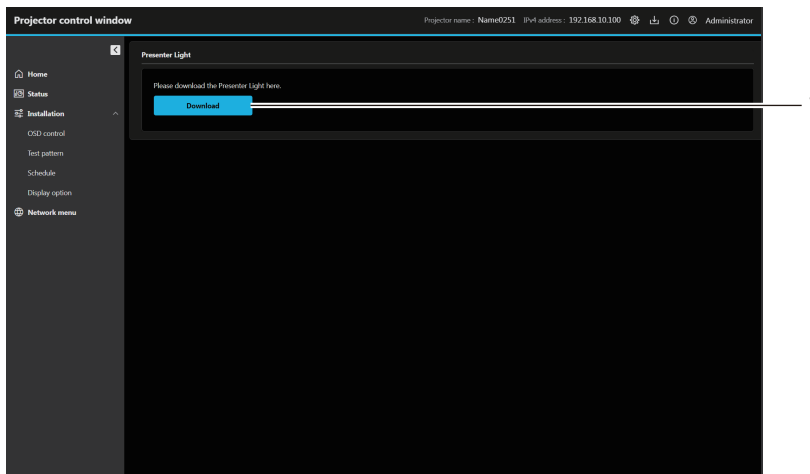 Projector control window
Projector name : Name0251 IPv4 address : 192.168.10.100 Administrator
Home
Status
Installation
OSD control
Test pattern
Schedule
Display option
Network menu
Presenter Light
Please download the Presenter Light here.
Download